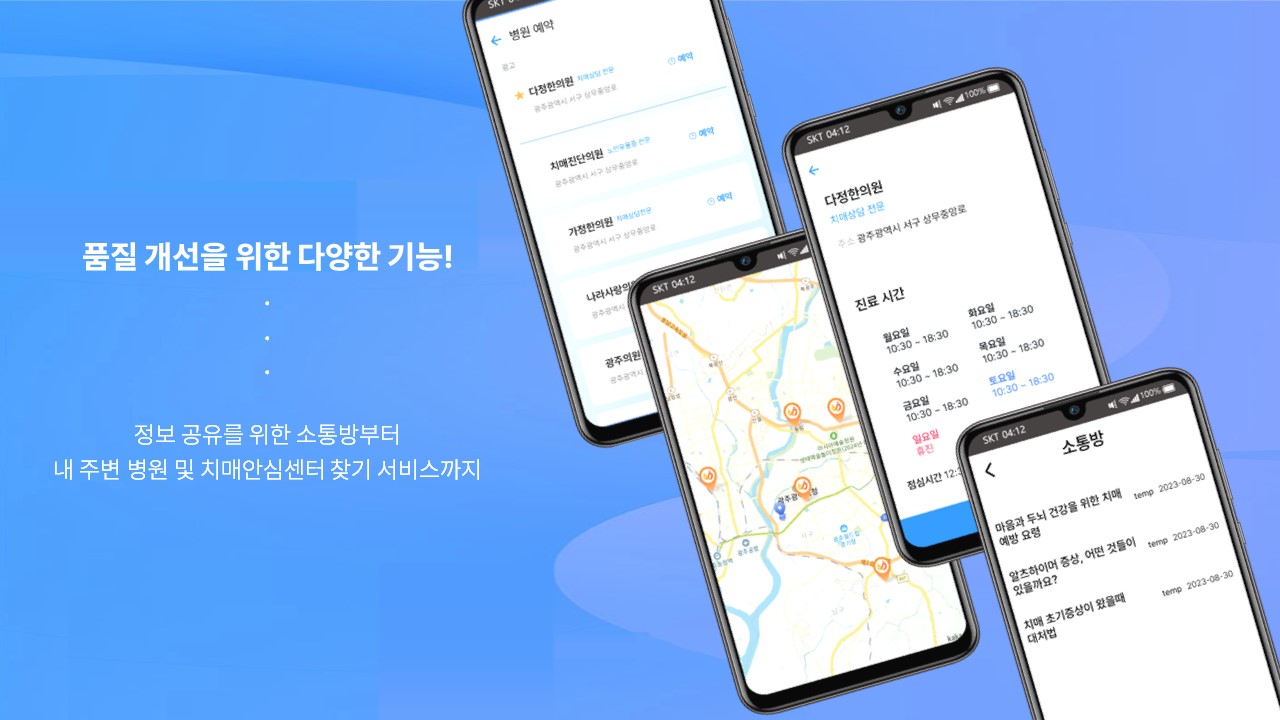 품질 개선을 위한 다양한 기능!
정보 공유를 위한 소통방부터
내 주변 병원 및 치매안심센터 찾기 서비스까지
병원 예약
광고
다정한의원 치매상담 전문
예약
광주광역시 서구 상무중앙로
치매진단의원 노인우울증 전문
예약
광주광역시 서구 상무중앙로
가정한의원 치매상담전문
예약
광주광역시 서구 상무중앙로
나라사랑의
광주광역시
광주의원
광주광역시
SKT 04:12
SKT 04:12 100%
다정한의원
치매상담 전문
주소 광주광역시 서구 상무중앙로
진료 시간
월요일
10:30 ~ 18:30
화요일
10:30 ~ 18:30
수요일
10:30 ~ 18:30
목요일
10:30 ~ 18:30
금요일
10:30 ~ 18:30
토요일
10:30 ~ 18:30
일요일
휴진
점심시간 12:3
SKT 04:12 100%
소통방
마음과 두뇌 건강을 위한 치매
예방 요령
temp 2023-08-30
알츠하이머 증상, 어떤 것들이
있을까요?
temp 2023-08-30
치매 초기증상이 왔을때
대처법
temp 2023-08-30